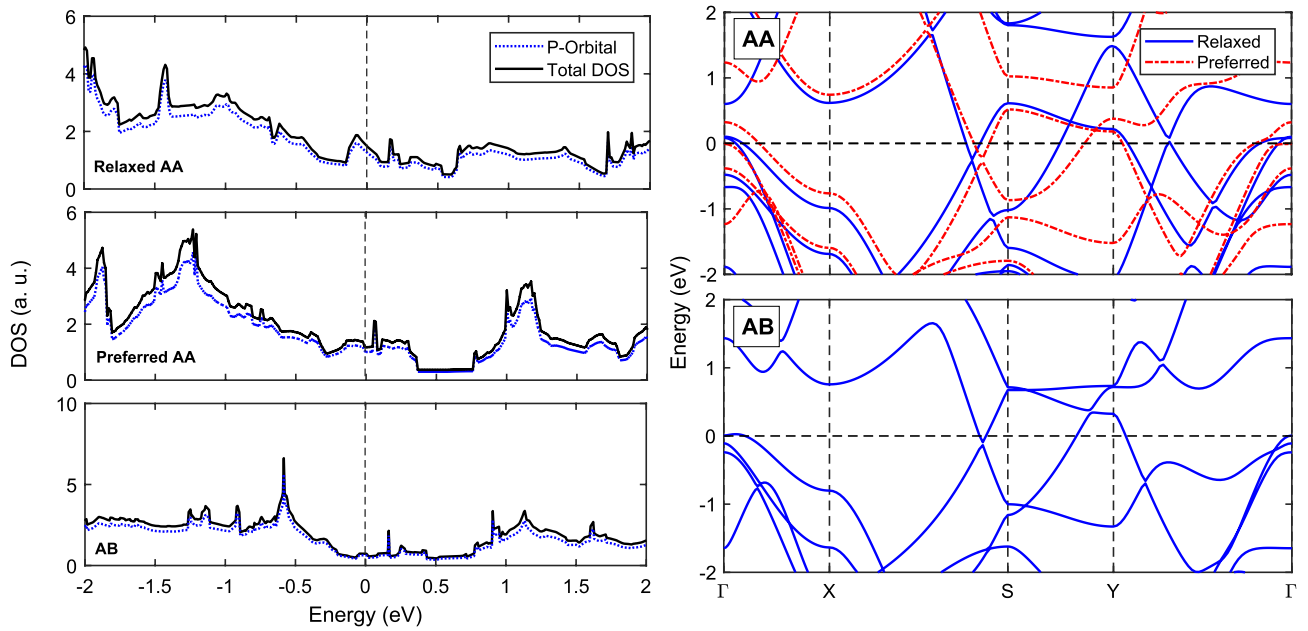 6
4
2
0
P-Orbital
Total DOS
Relaxed AA
6
4
2
0
Preferred AA
DOS (a. u.)
10
5
0
AB
-2 -1.5 -1 -0.5 0 0.5 1 1.5 2
Energy (eV)
2
1
0
-1
-2
AA
Relaxed
Preferred
Energy (eV)
2
1
0
-1
-2
AB
Γ X S Y Γ